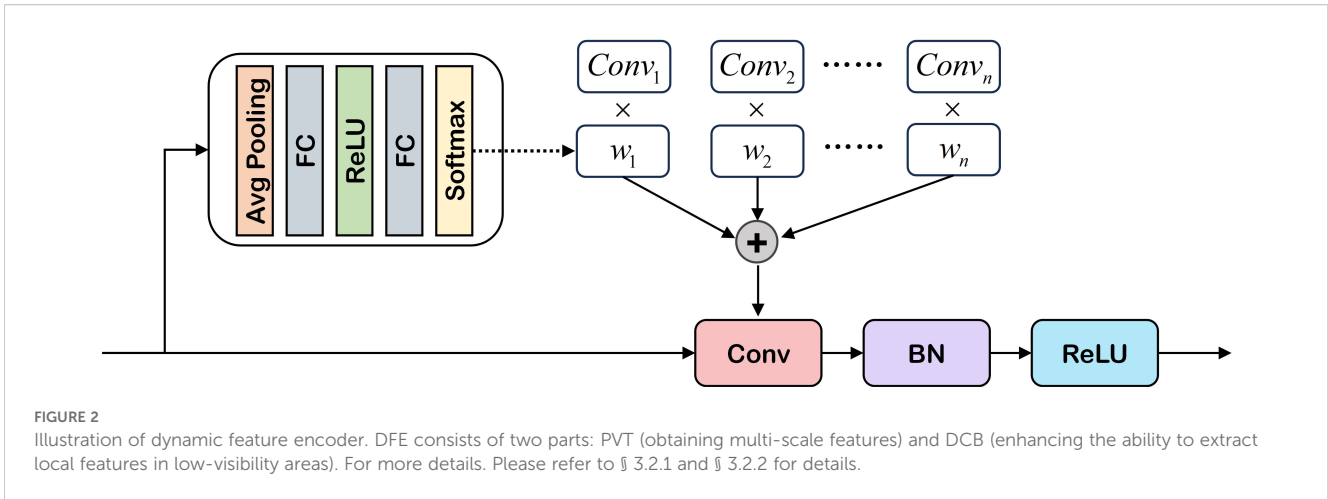 Conv₁ Conv₂ ...... Convₙ
× × ×
Avg Pooling
FC
ReLU
FC
Softmax
w₁ w₂ ...... wₙ
+
Conv BN ReLU
FIGURE 2
Illustration of dynamic feature encoder. DFE consists of two parts: PVT (obtaining multi-scale features) and DCB (enhancing the ability to extract
local features in low-visibility areas). For more details. Please refer to § 3.2.1 and § 3.2.2 for details.